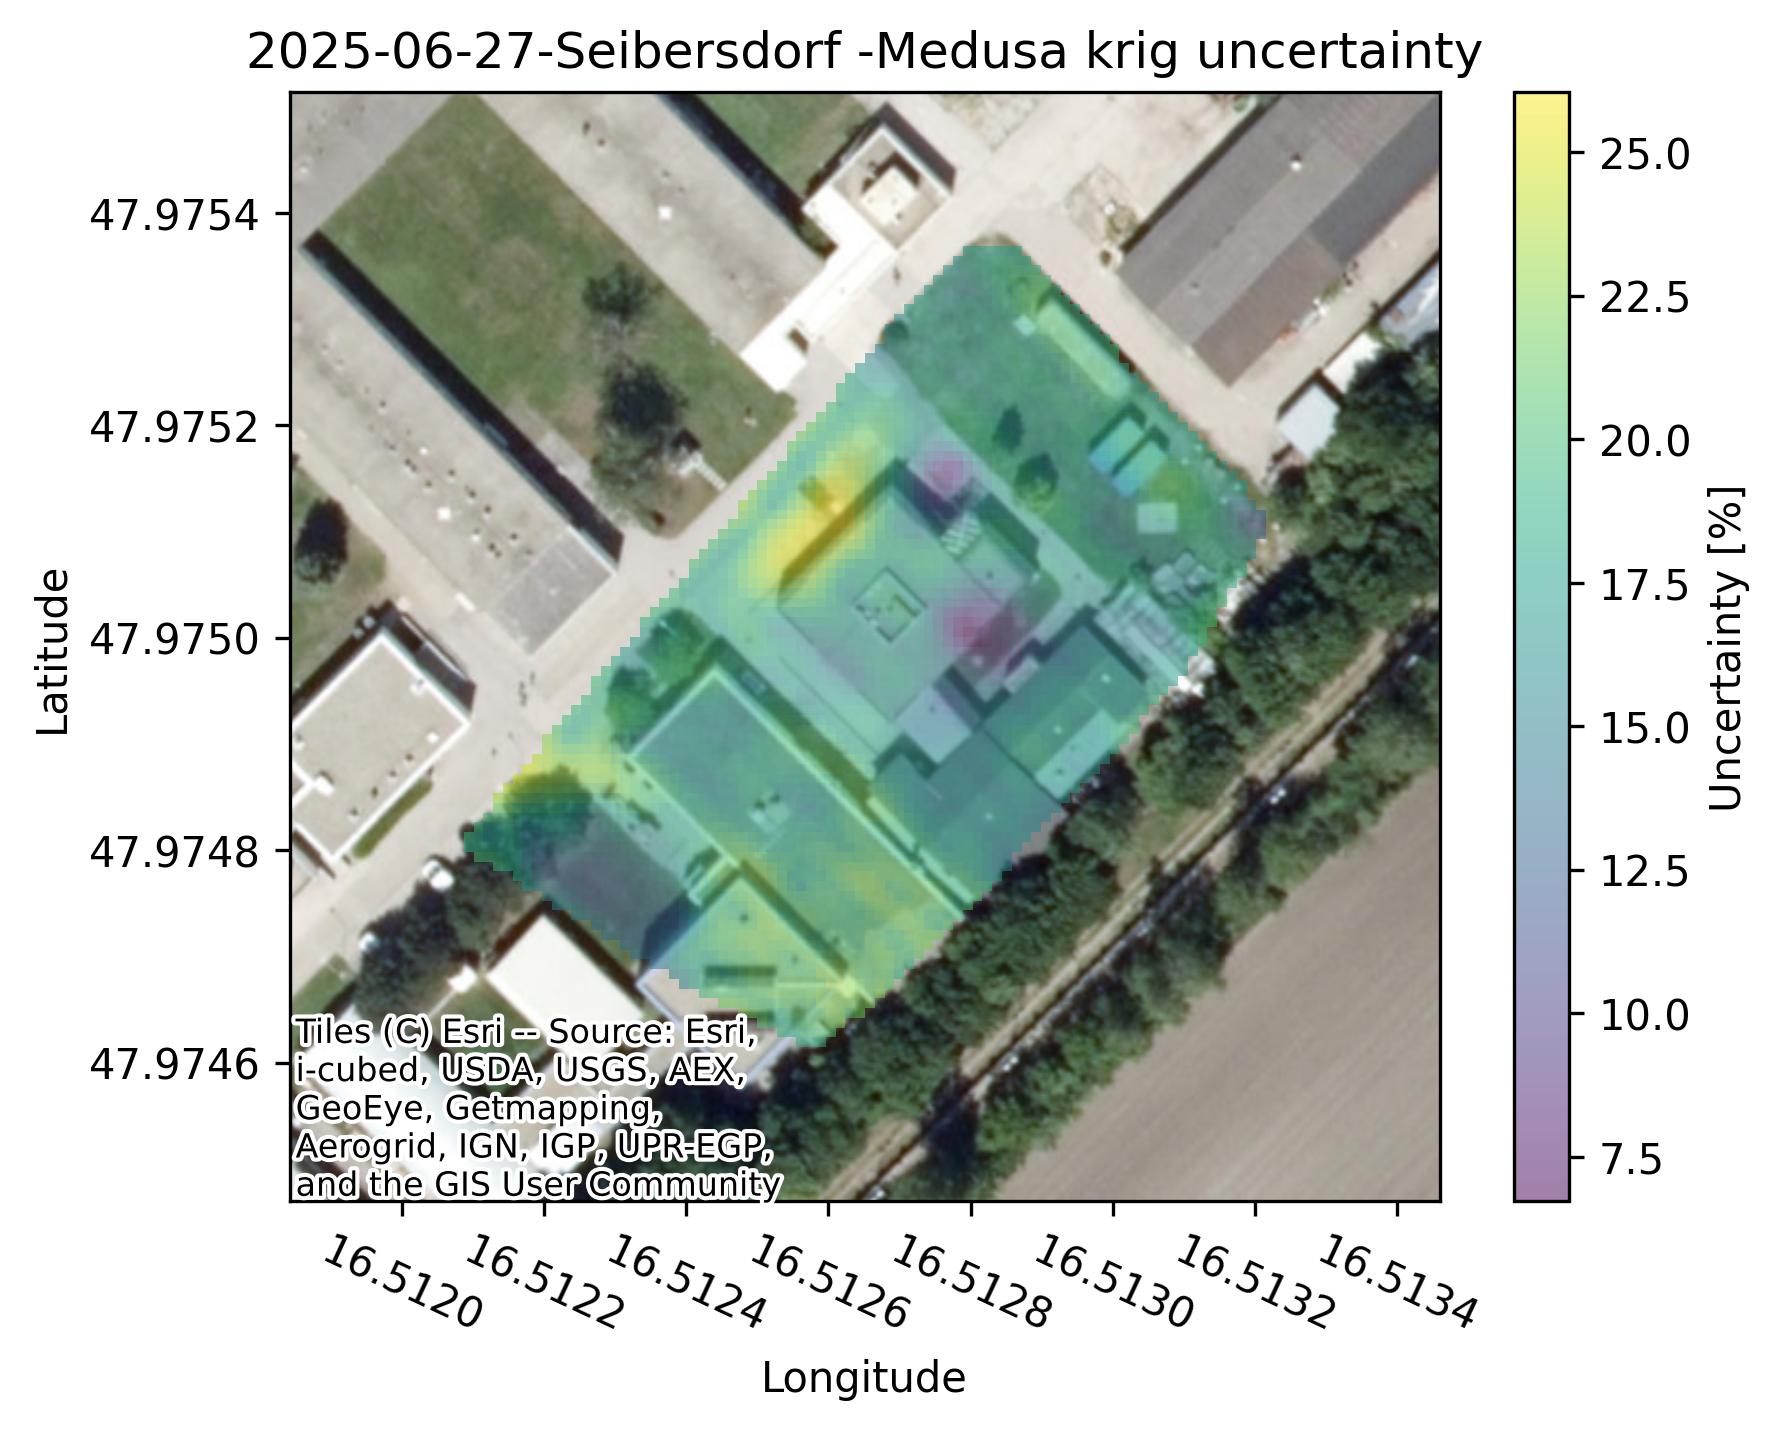 2025-06-27-Seibersdorf -Medusa krig uncertainty
Latitude
47.9754
47.9752
47.9750
47.9748
47.9746
Tiles (C) Esri -- Source: Esri,
i-cubed, USDA, USGS, AEX,
GeoEye, Getmapping,
Aerogrid, IGN, IGP, UPR-EGP,
and the GIS User Community
16.5120
16.5122
16.5124
16.5126
16.5128
16.5130
16.5132
16.5134
Longitude
25.0
22.5
20.0
17.5
15.0
12.5
10.0
7.5
Uncertainty [%]